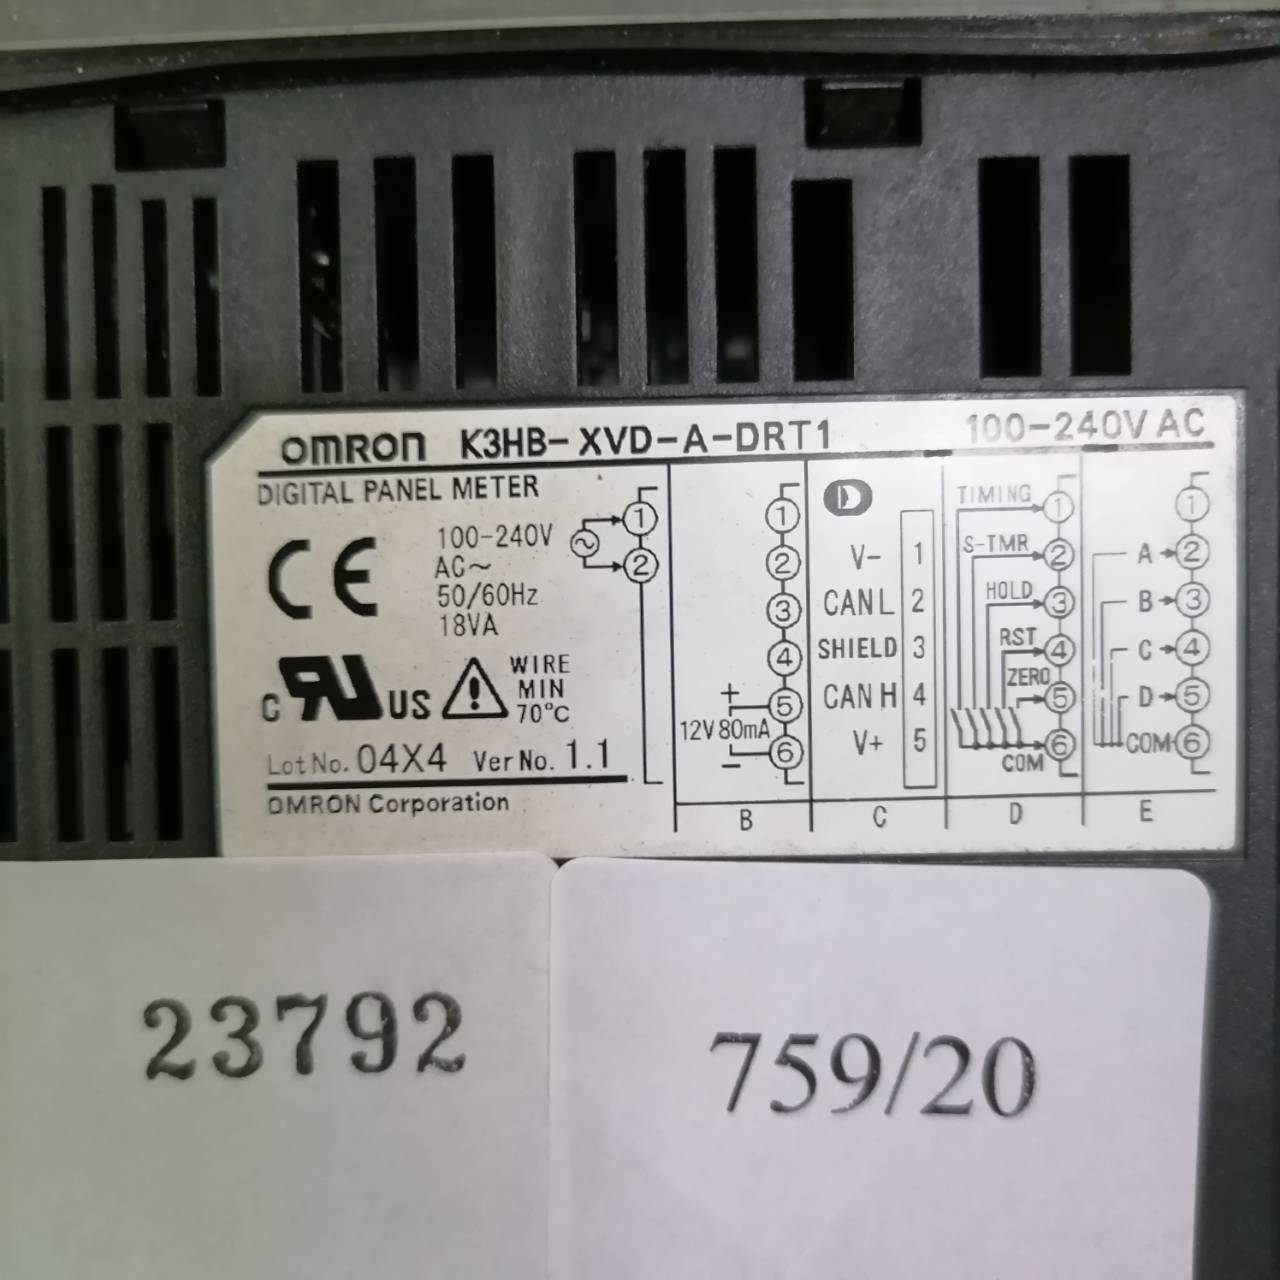 OMRON K3HB-XVD-A-DRT1 100-240V AC
DIGITAL PANEL METER
CE
100-240V
AC~
50/60Hz
18VA
C RU US
WIRE
MIN
70°C
Lot No. 04X4 Ver No. 1.1
OMRON Corporation
1
2
1
2
3
4
+ 5
12V 80mA
- 6
B
D
V- 1
CAN L 2
SHIELD 3
CAN H 4
V+ 5
C
TIMING 1
S-TMR 2
HOLD 3
RST 4
ZERO 5
COM 6
D
1
A 2
B 3
C 4
D 5
COM 6
E
23792
759/20